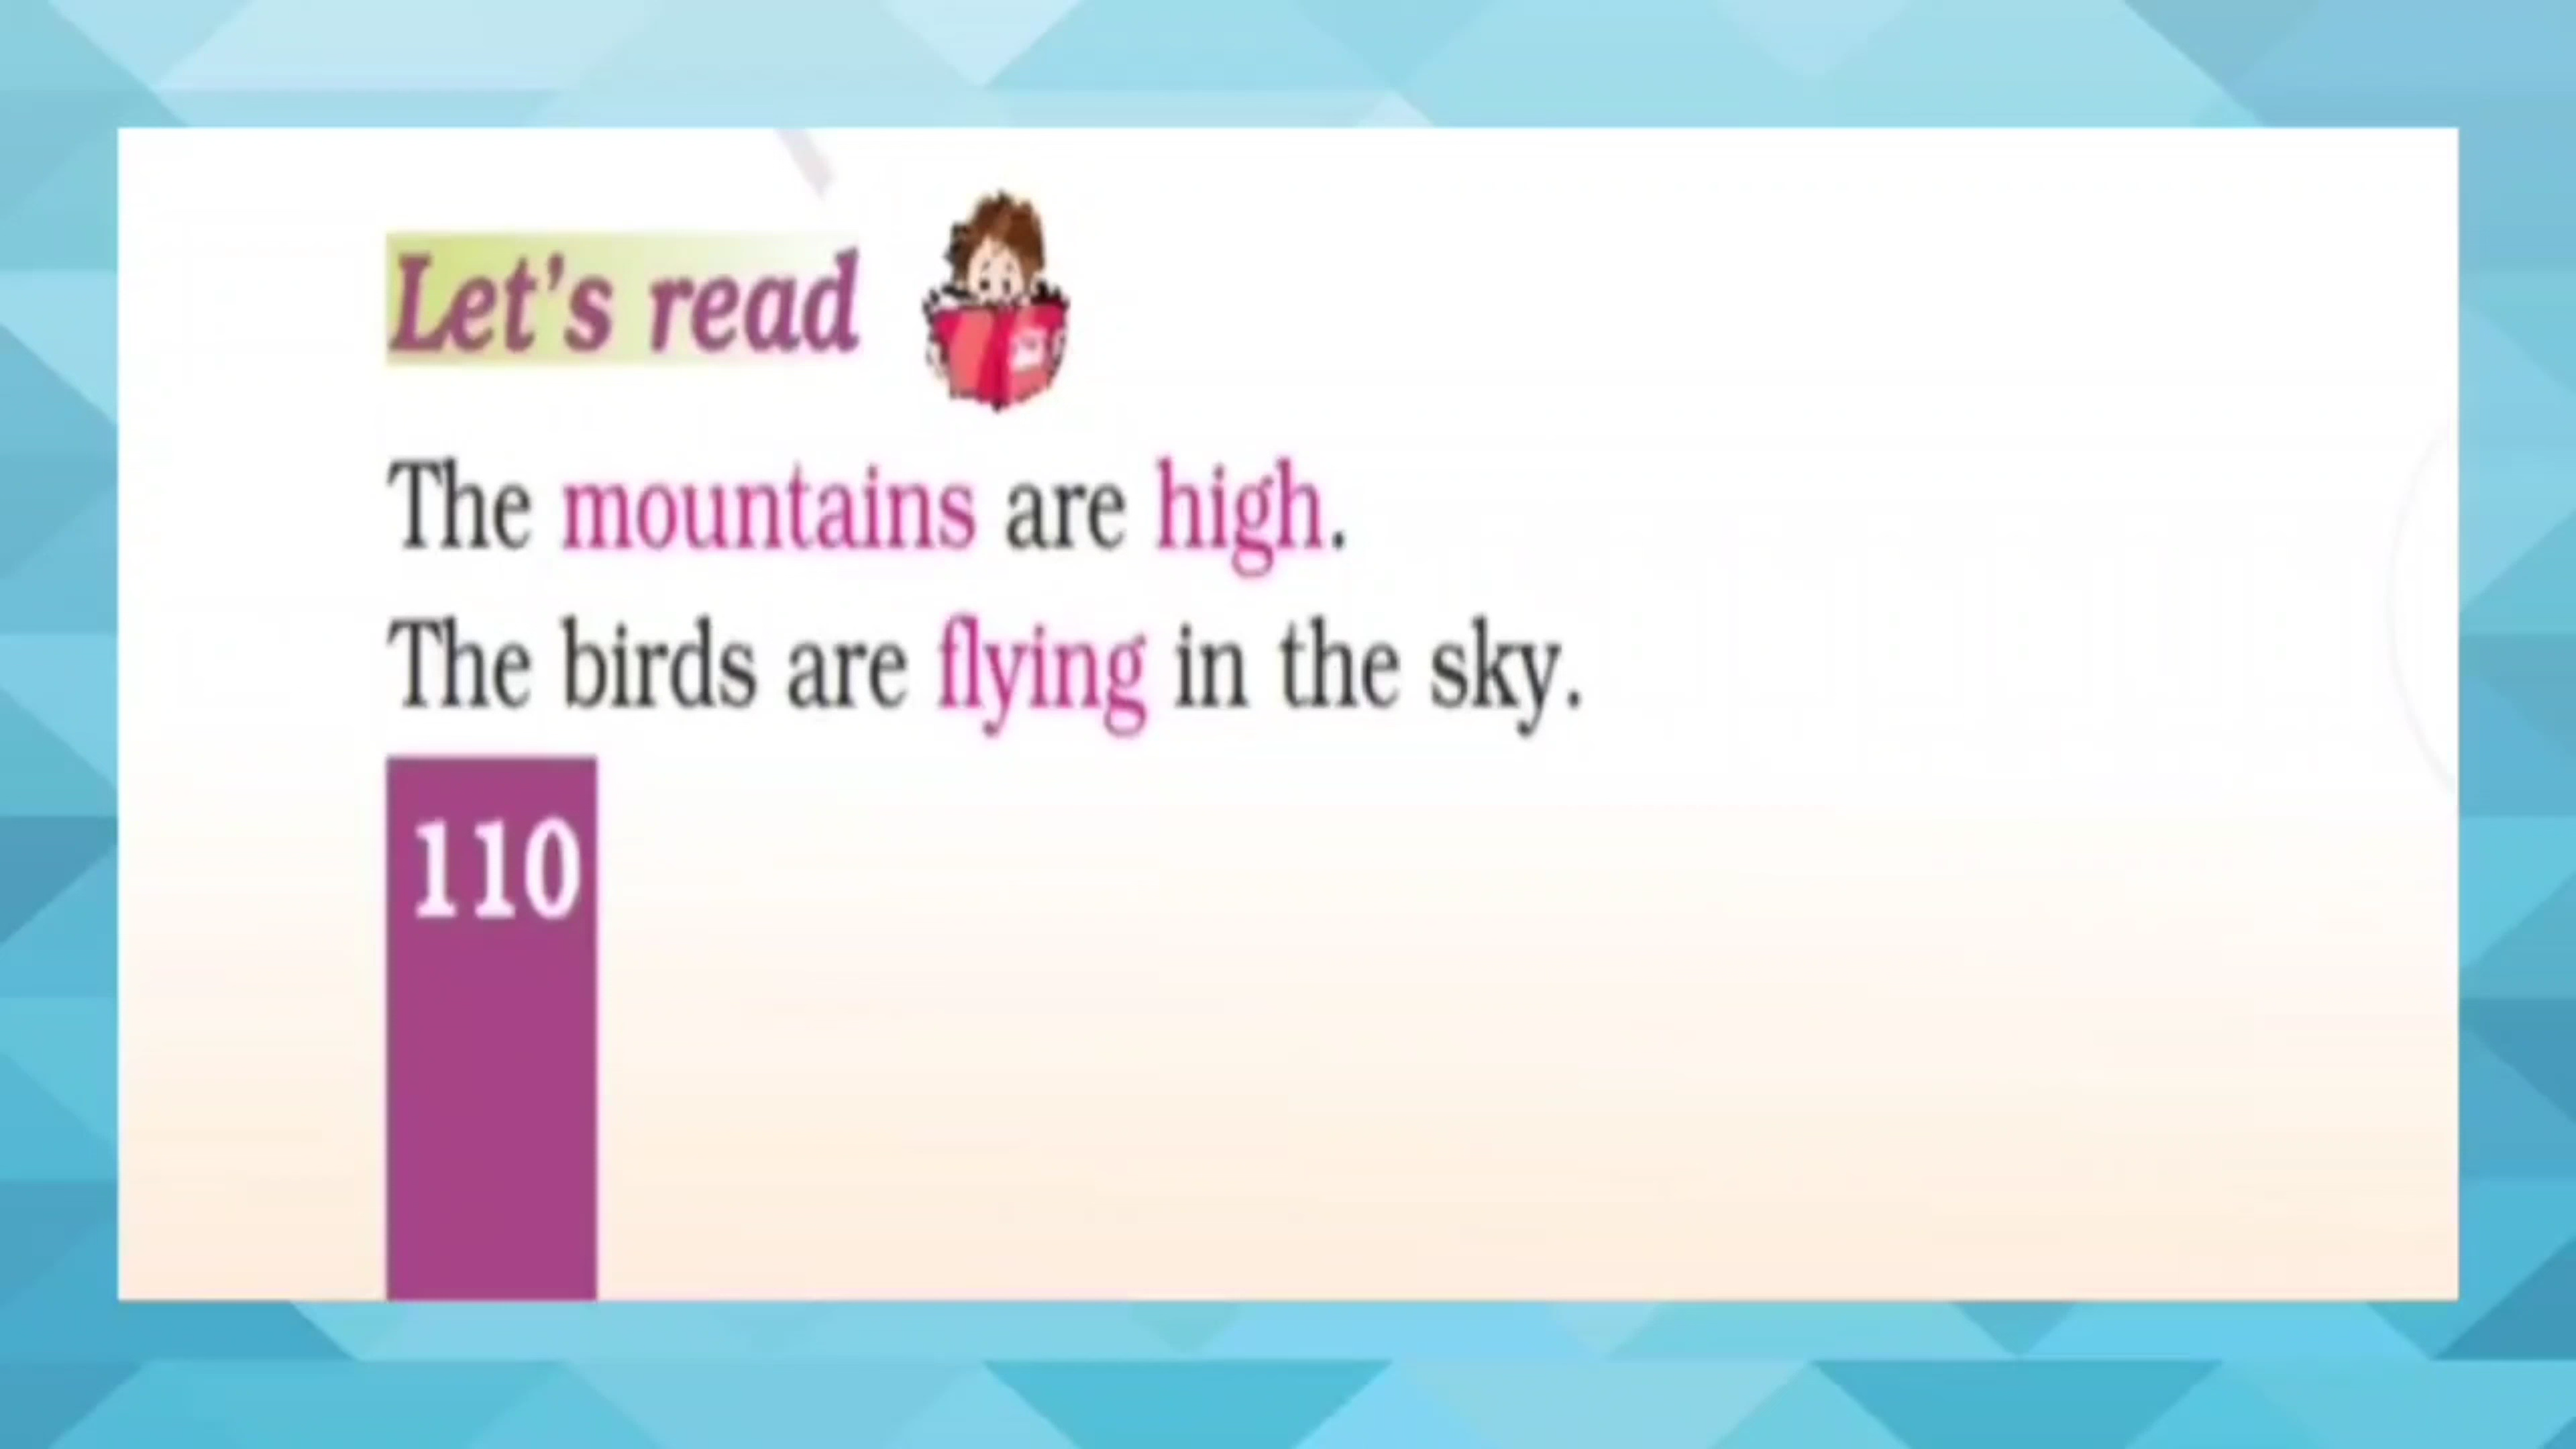 Let's read
The mountains are high.
The birds are flying in the sky.
110